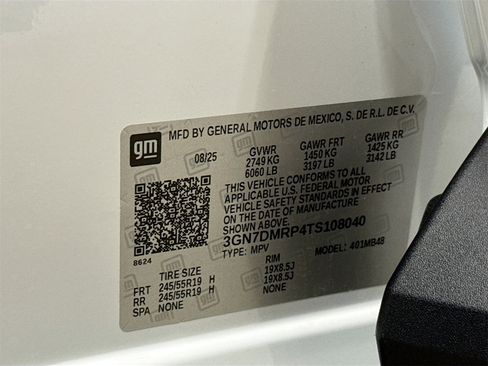 gm
MFD BY GENERAL MOTORS DE MEXICO, S. DE R.L. DE C.V.
08/25 GVWR GAWR FRT GAWR RR
2749 KG 1450 KG 1425 KG
6060 LB 3197 LB 3142 LB
THIS VEHICLE CONFORMS TO ALL
APPLICABLE U.S. FEDERAL MOTOR
VEHICLE SAFETY STANDARDS IN EFFECT
ON THE DATE OF MANUFACTURE
SHOWN ABOVE.
3GN7DMRP4TS108040
8624 TYPE: MPV MODEL: 401MB48
TIRE SIZE RIM
FRT 245/55R19 H 19X8.5J
RR 245/55R19 H 19X8.5J
SPA NONE NONE